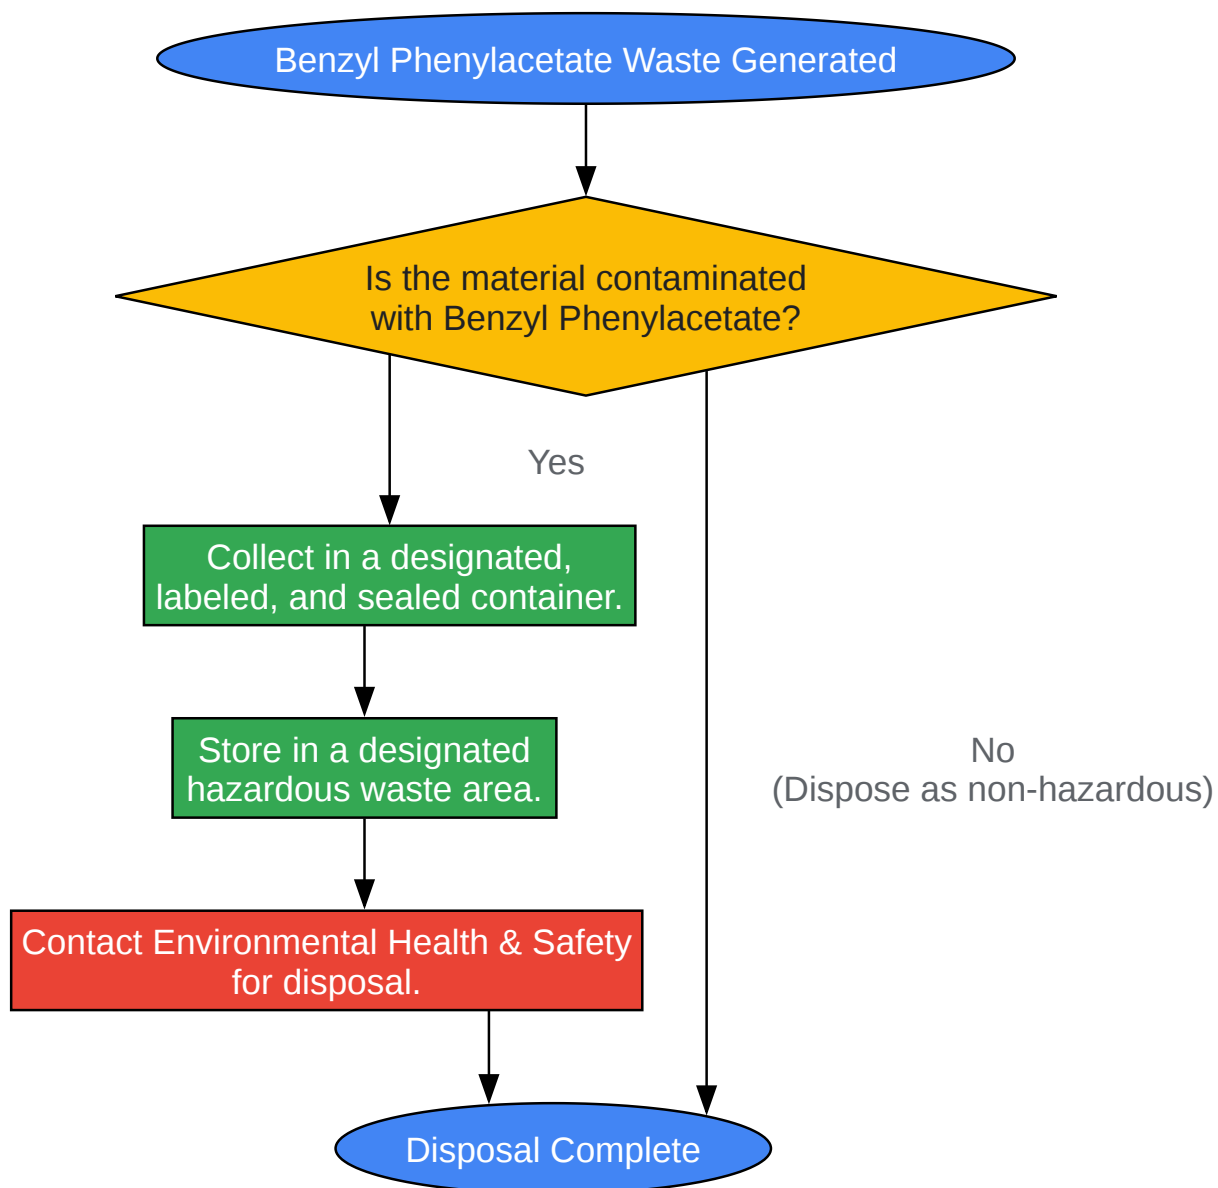 Benzyl Phenylacetate Waste Generated
Is the material contaminated
with Benzyl Phenylacetate?
Yes
Collect in a designated,
labeled, and sealed container.
Store in a designated
hazardous waste area.
No
(Dispose as non-hazardous)
Contact Environmental Health & Safety
for disposal.
Disposal Complete